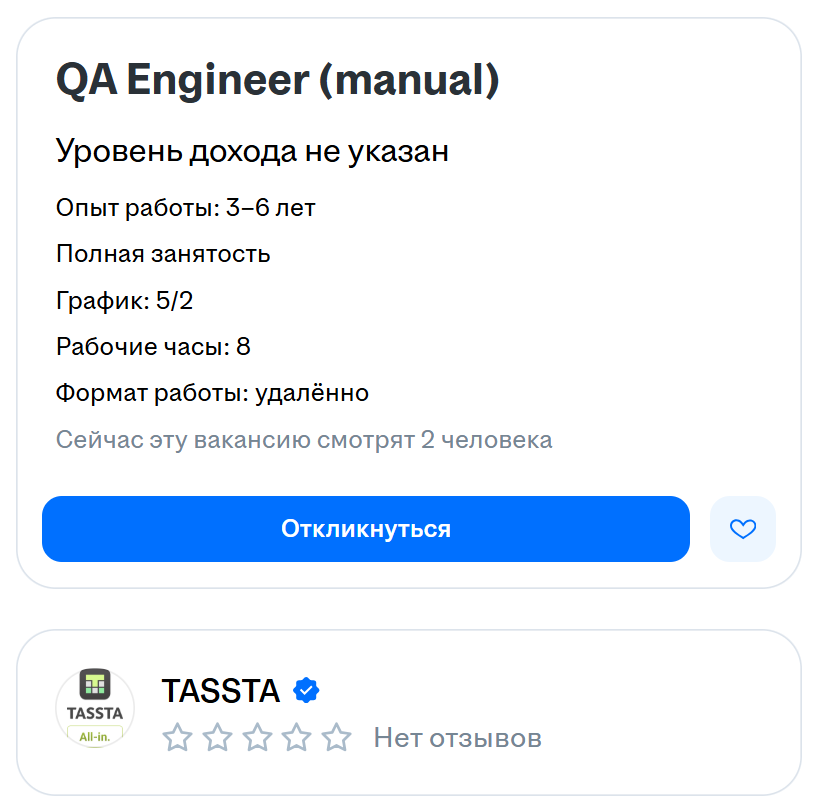 QA Engineer (manual)
Уровень дохода не указан
Опыт работы: 3–6 лет
Полная занятость
График: 5/2
Рабочие часы: 8
Формат работы: удалённо
Сейчас эту вакансию смотрят 2 человека
Откликнуться
TASSTA
TASSTA
All-in.
Нет отзывов